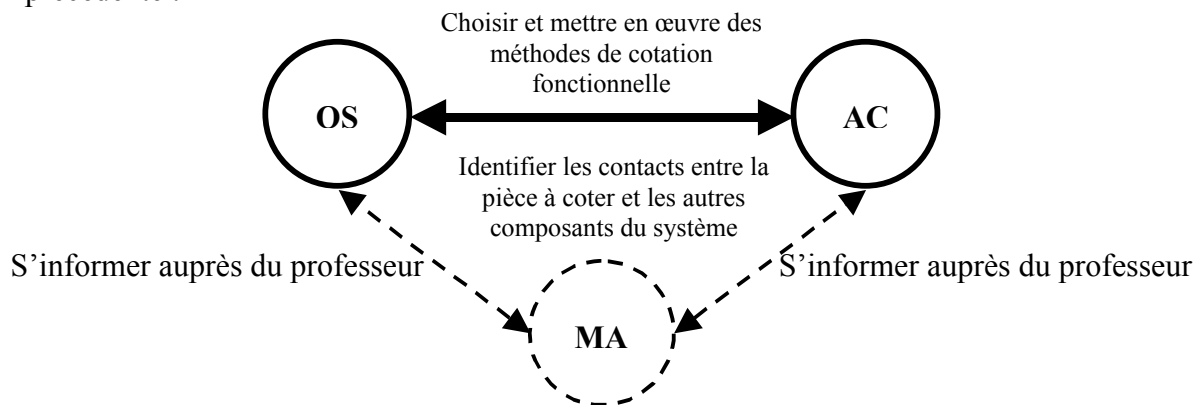 Choisir et mettre en œuvre des
méthodes de cotation
fonctionnelle
OS
AC
Identifier les contacts entre la
pièce à coter et les autres
composants du système
S’informer auprès du professeur
S’informer auprès du professeur
MA